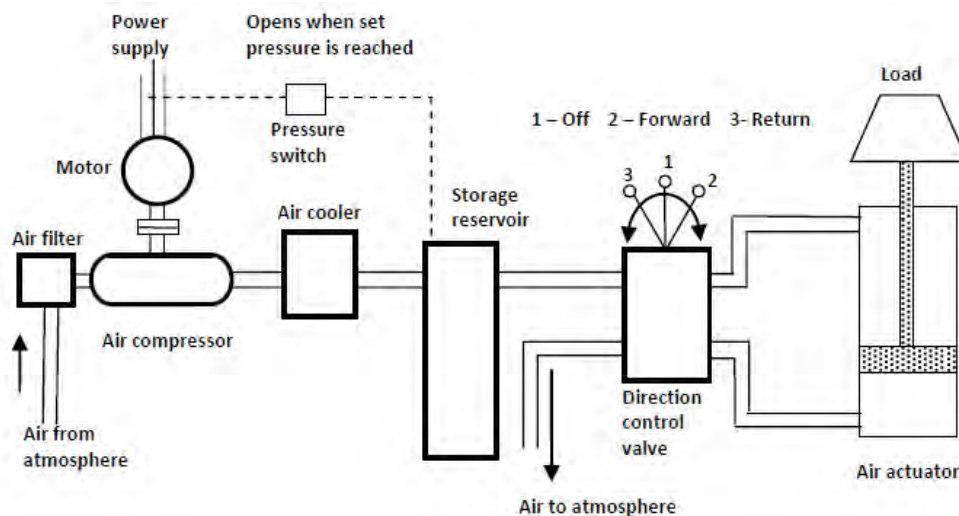 Power
supply
Opens when set
pressure is reached
Load
1 – Off 2 – Forward 3- Return
Pressure
switch
Motor
1
3
2
Storage
reservoir
Air cooler
Air filter
Air compressor
Air from
atmosphere
Direction
control
valve
Air actuator
Air to atmosphere